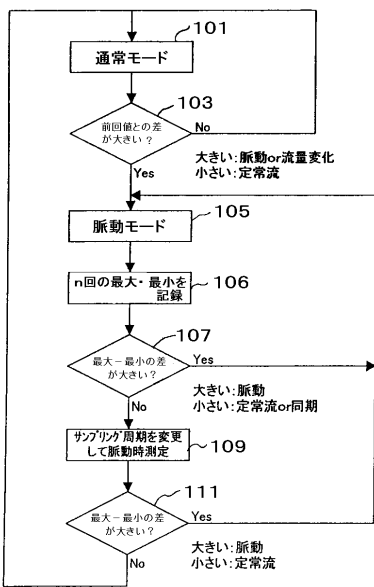 101
通常モード
103
前回値との差
が大きい?
No
大きい:脈動or流量変化
小さい:定常流
Yes
105
脈動モード
n回の最大・最小を
記録
106
107
最大−最小の差
が大きい?
Yes
大きい:脈動
小さい:定常流or同期
No
サンプリング周期を変更
して脈動時測定
109
111
最大−最小の差
が大きい?
Yes
大きい:脈動
小さい:定常流
No